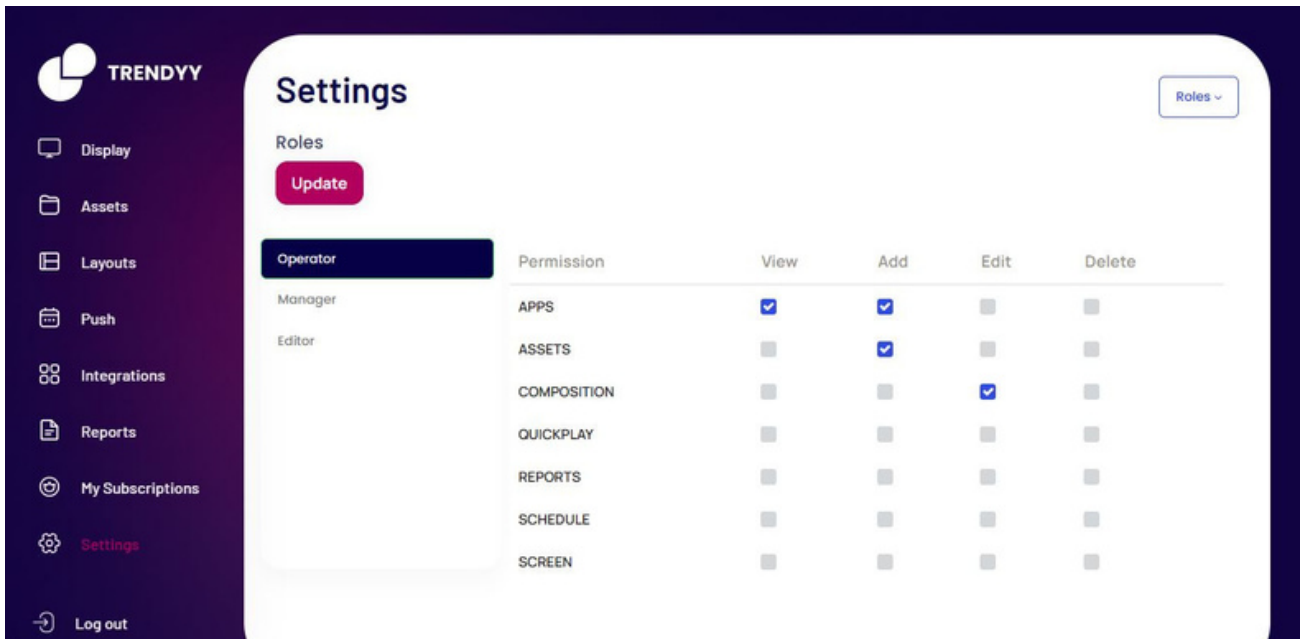 TRENDYY
Display
Assets
Layouts
Push
Integrations
Reports
My Subscriptions
Settings
Log out
Settings
Roles
Roles
Update
Operator
Manager
Editor
Permission View Add Edit Delete
APPS
ASSETS
COMPOSITION
QUICKPLAY
REPORTS
SCHEDULE
SCREEN